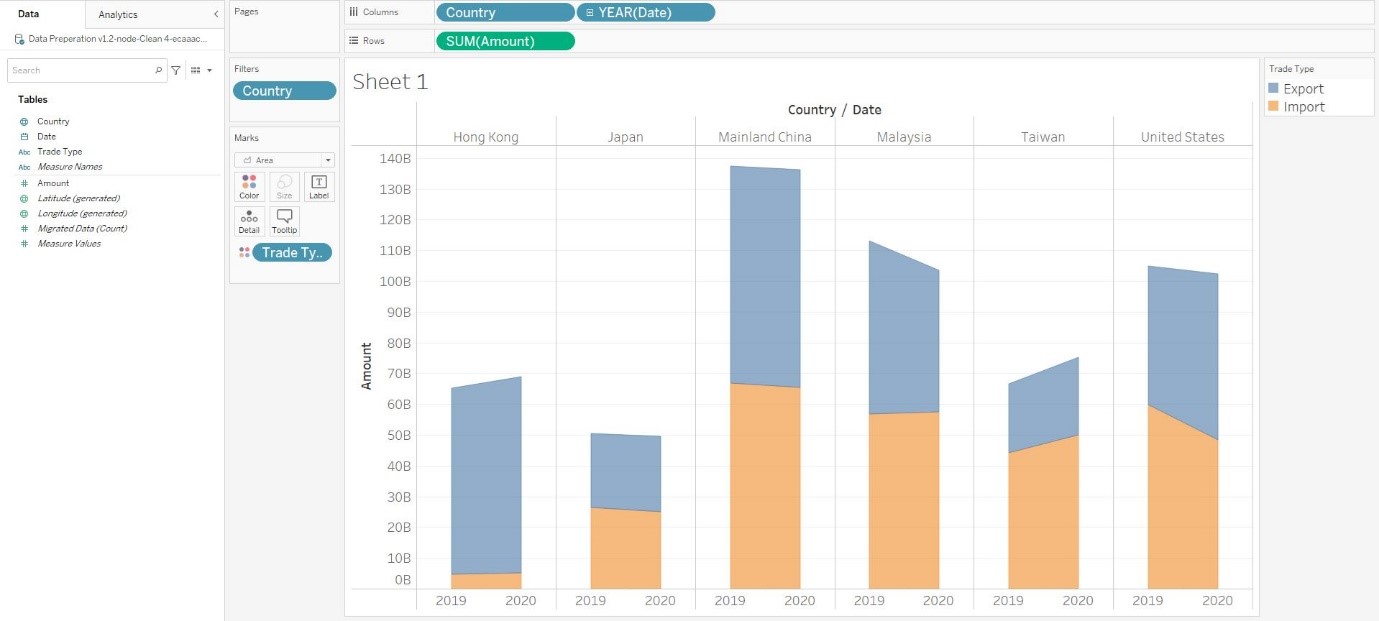 Data
Analytics
Data Preperation v1.2-node-Clean 4-ecaaac...
Search
Tables
Country
Date
Abc Trade Type
Abc Measure Names
# Amount
Latitude (generated)
Longitude (generated)
# Migrated Data (Count)
# Measure Values
Pages
Filters
Country
Marks
Area
Color
Size
T
Label
Detail
Tooltip
Trade Ty..
Columns
Country
YEAR(Date)
Rows
SUM(Amount)
Sheet 1
Country / Date
Hong Kong Japan Mainland China Malaysia Taiwan United States
140B
130B
120B
110B
100B
90B
80B
70B
60B
50B
40B
30B
20B
10B
0B
Amount
2019 2020 2019 2020 2019 2020 2019 2020 2019 2020 2019 2020
Trade Type
Export
Import